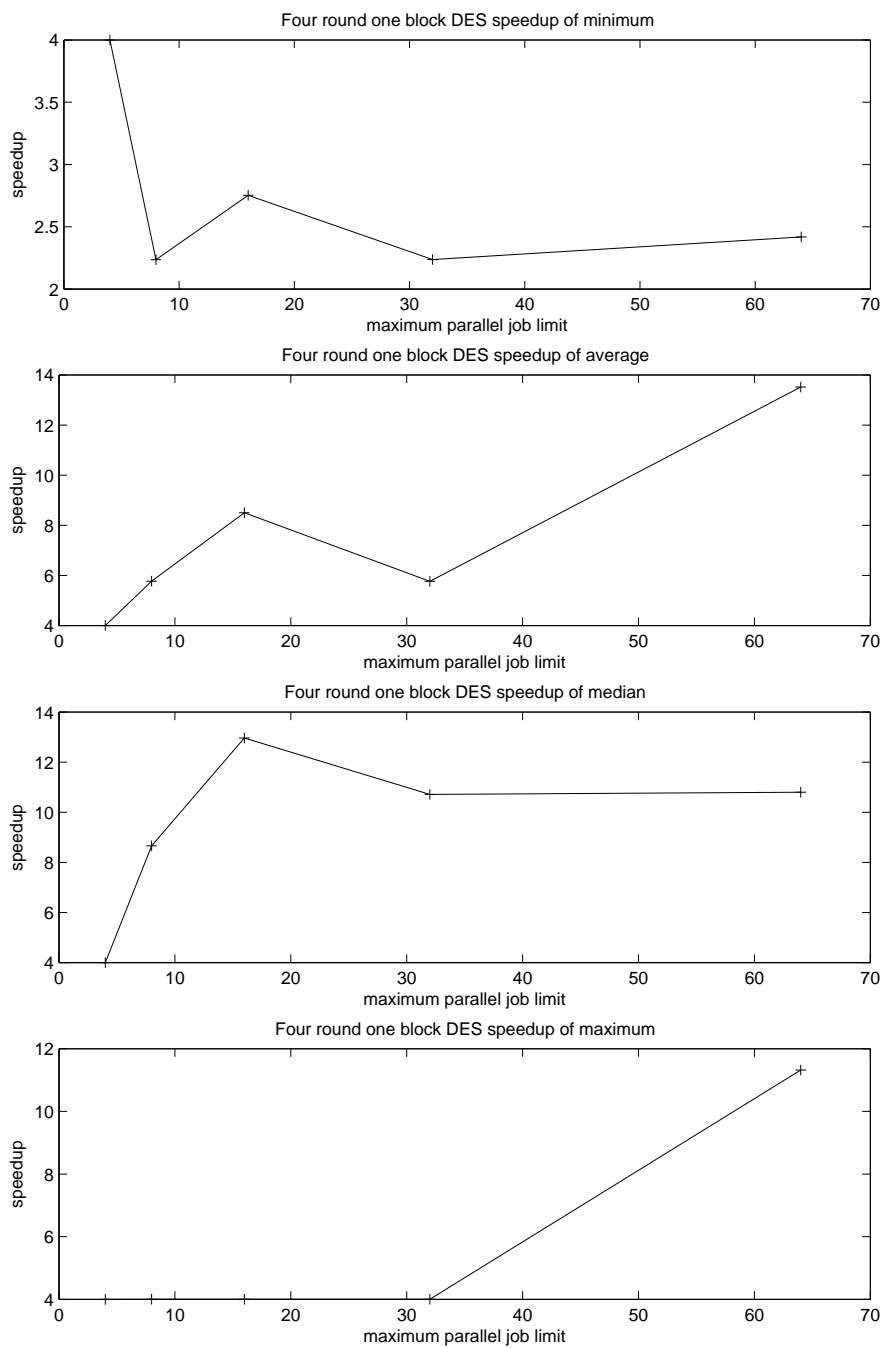 Four round one block DES speedup of minimum
4
3.5
3
2.5
2
speedup
0 10 20 30 40 50 60 70
maximum parallel job limit
Four round one block DES speedup of average
14
12
10
8
6
4
speedup
0 10 20 30 40 50 60 70
maximum parallel job limit
Four round one block DES speedup of median
14
12
10
8
6
4
speedup
0 10 20 30 40 50 60 70
maximum parallel job limit
Four round one block DES speedup of maximum
12
10
8
6
4
speedup
0 10 20 30 40 50 60 70
maximum parallel job limit